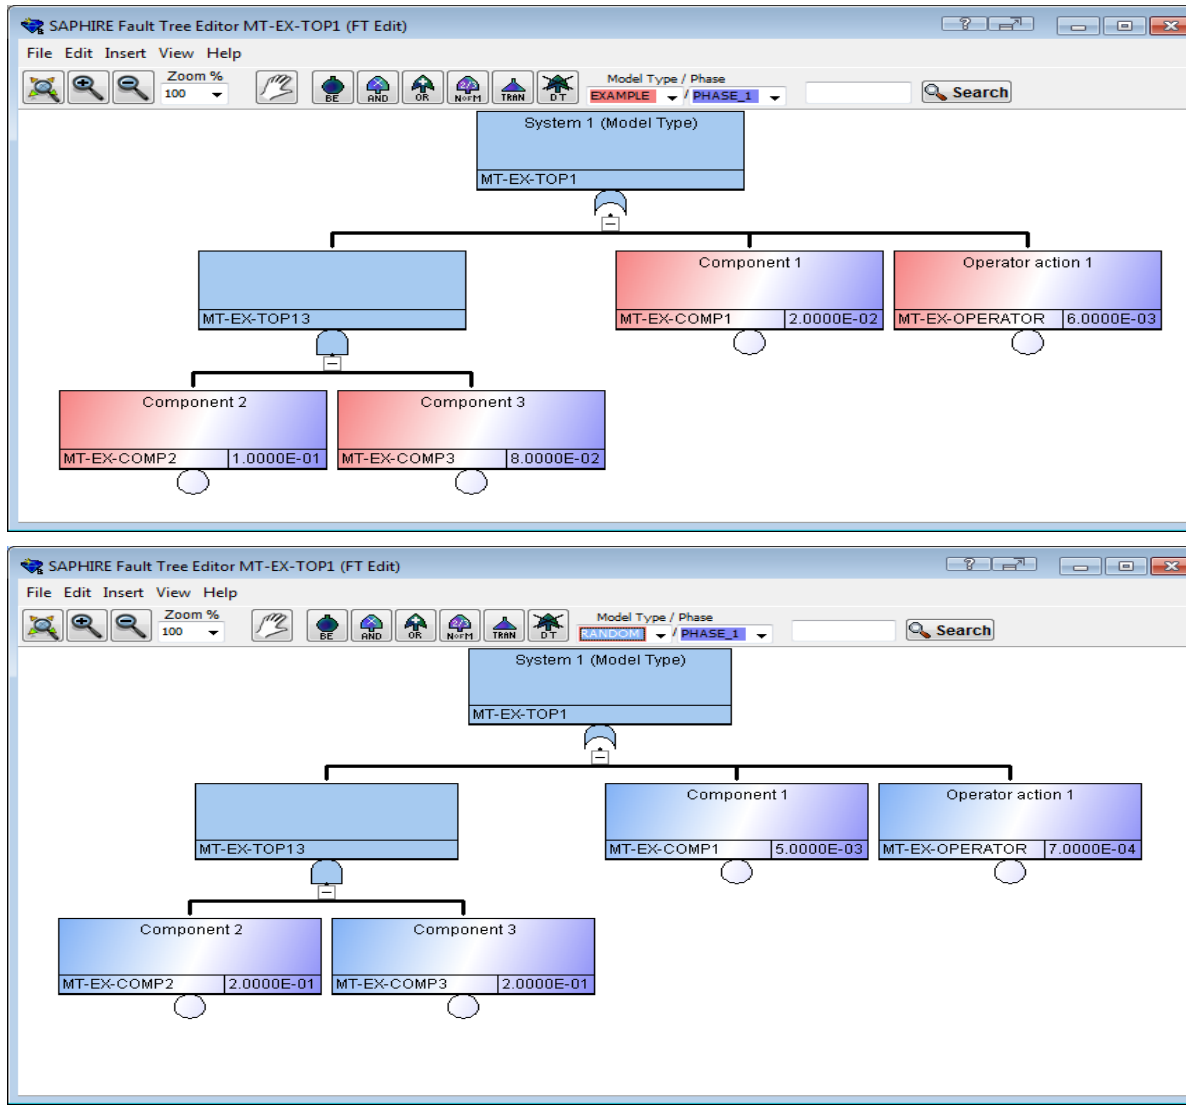 SAPHIRE Fault Tree Editor MT-EX-TOP1 (FT Edit)
File Edit Insert View Help
Zoom %
100
BE AND OR NorM TRAN DT
Model Type / Phase
EXAMPLE / PHASE_1
Search
System 1 (Model Type)
MT-EX-TOP1
MT-EX-TOP13
Component 1
MT-EX-COMP1 2.0000E-02
Operator action 1
MT-EX-OPERATOR 6.0000E-03
Component 2
MT-EX-COMP2 1.0000E-01
Component 3
MT-EX-COMP3 8.0000E-02
SAPHIRE Fault Tree Editor MT-EX-TOP1 (FT Edit)
File Edit Insert View Help
Zoom %
100
BE AND OR NorM TRAN DT
Model Type / Phase
RANDOM / PHASE_1
Search
System 1 (Model Type)
MT-EX-TOP1
MT-EX-TOP13
Component 1
MT-EX-COMP1 5.0000E-03
Operator action 1
MT-EX-OPERATOR 7.0000E-04
Component 2
MT-EX-COMP2 2.0000E-01
Component 3
MT-EX-COMP3 2.0000E-01